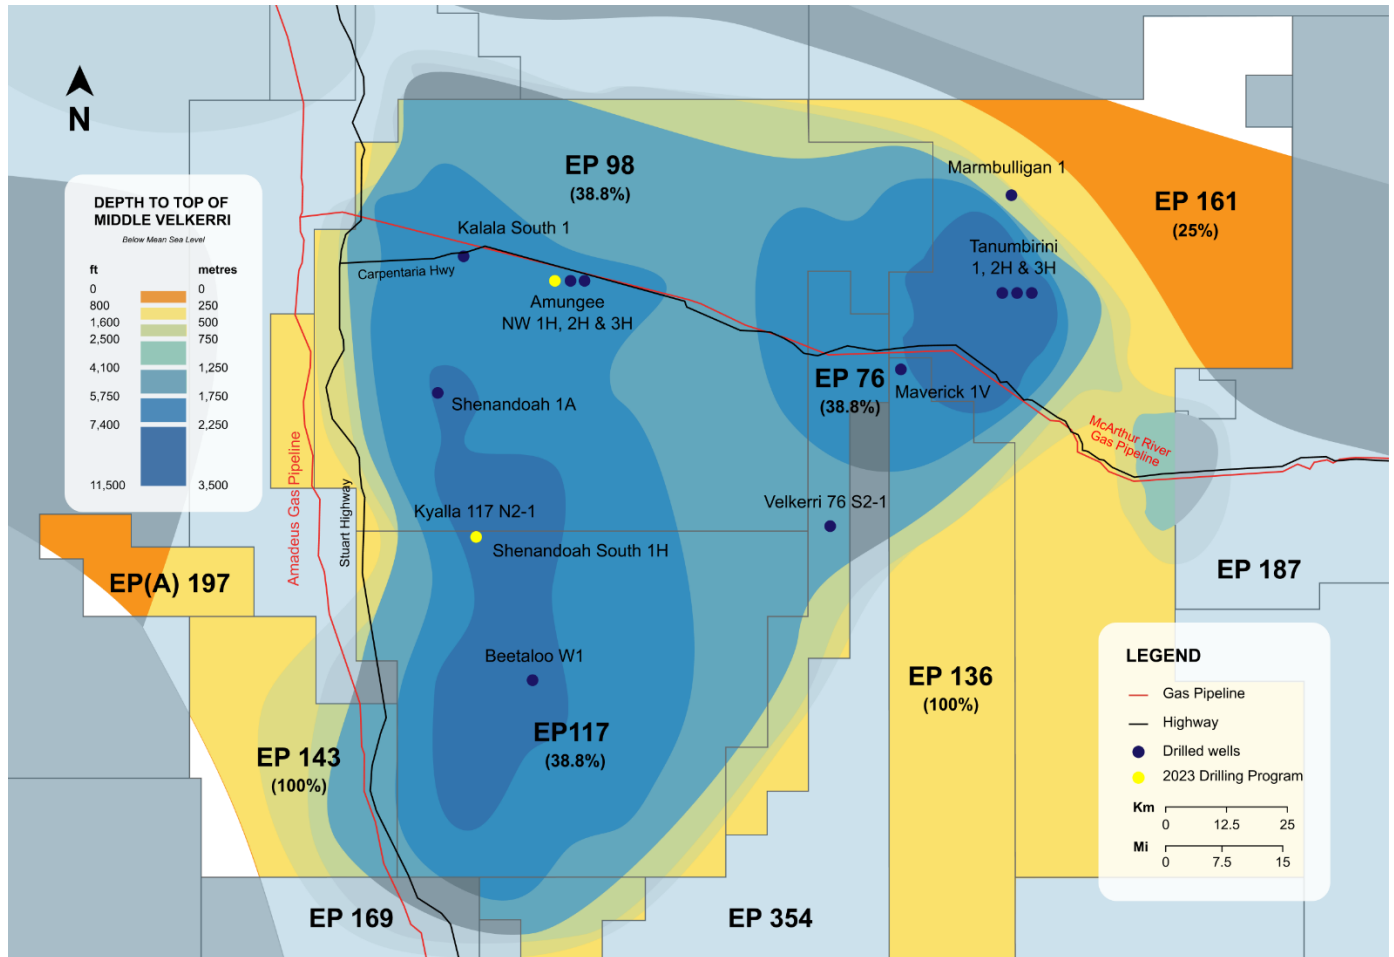 N
DEPTH TO TOP OF
MIDDLE VELKERRI
Below Mean Sea Level
ft metres
0 0
800 250
1,600 500
2,500 750
4,100 1,250
5,750 1,750
7,400 2,250
11,500 3,500
EP 98
(38.8%)
Marmbulligan 1
EP 161
(25%)
Kalala South 1
Carpentaria Hwy
Tanumbirini
1, 2H & 3H
Amungee
NW 1H, 2H & 3H
EP 76
(38.8%)
Maverick 1V
Shenandoah 1A
McArthur River
Gas Pipeline
Amadeus Gas Pipeline
Stuart Highway
Kyalla 117 N2-1
Shenandoah South 1H
Velkerri 76 S2-1
EP(A) 197
EP 187
Beetaloo W1
EP 136
(100%)
EP117
(38.8%)
EP 143
(100%)
EP 169
EP 354
LEGEND
Gas Pipeline
Highway
Drilled wells
2023 Drilling Program
Km
0 12.5 25
Mi
0 7.5 15